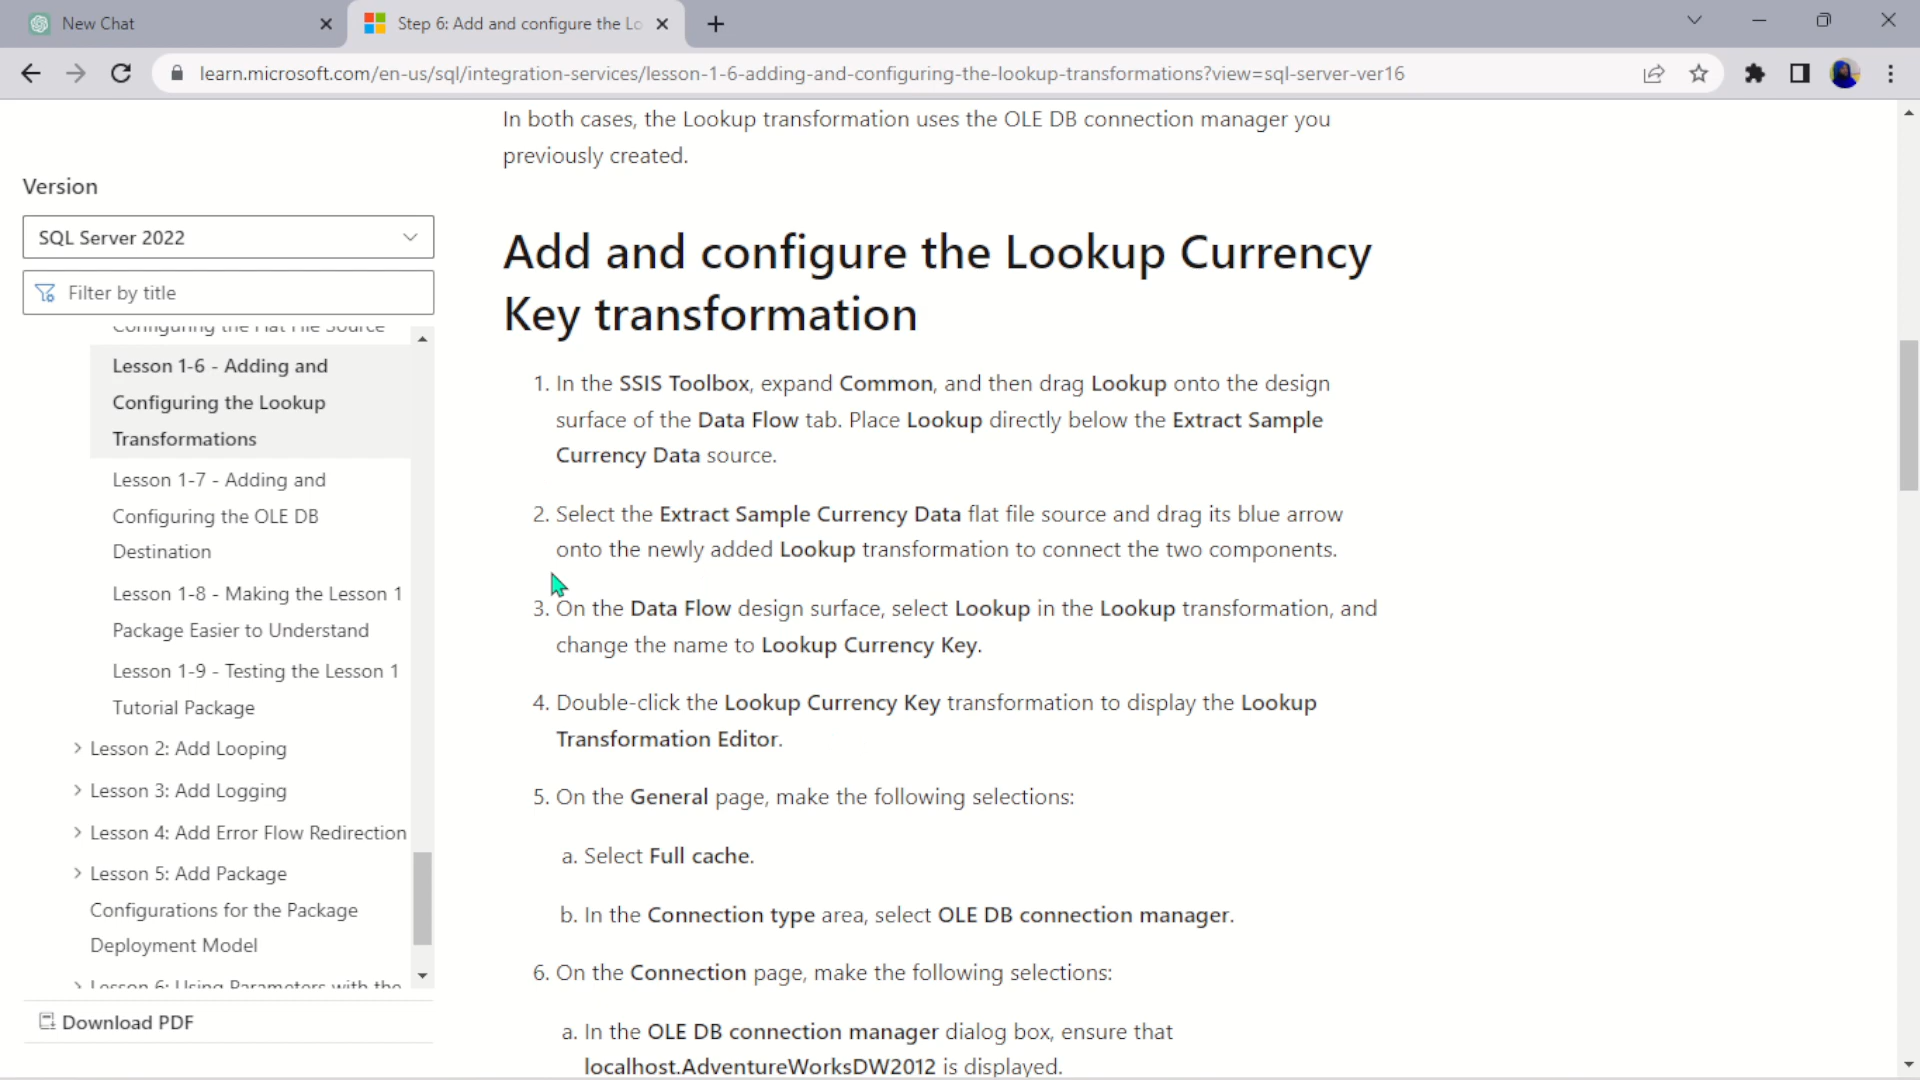 New Chat
Step 6: Add and configure the Lo
learn.microsoft.com/en-us/sql/integration-services/lesson-1-6-adding-and-configuring-the-lookup-transformations?view=sql-server-ver16
Version
SQL Server 2022
Filter by title
Configuring the Flat File Source
Lesson 1-6 - Adding and
Configuring the Lookup
Transformations
Lesson 1-7 - Adding and
Configuring the OLE DB
Destination
Lesson 1-8 - Making the Lesson 1
Package Easier to Understand
Lesson 1-9 - Testing the Lesson 1
Tutorial Package
Lesson 2: Add Looping
Lesson 3: Add Logging
Lesson 4: Add Error Flow Redirection
Lesson 5: Add Package
Configurations for the Package
Deployment Model
Lesson 6: Using Parameters with the
Download PDF
In both cases, the Lookup transformation uses the OLE DB connection manager you
previously created.
Add and configure the Lookup Currency
Key transformation
1. In the SSIS Toolbox, expand Common, and then drag Lookup onto the design
surface of the Data Flow tab. Place Lookup directly below the Extract Sample
Currency Data source.
2. Select the Extract Sample Currency Data flat file source and drag its blue arrow
onto the newly added Lookup transformation to connect the two components.
3. On the Data Flow design surface, select Lookup in the Lookup transformation, and
change the name to Lookup Currency Key.
4. Double-click the Lookup Currency Key transformation to display the Lookup
Transformation Editor.
5. On the General page, make the following selections:
a. Select Full cache.
b. In the Connection type area, select OLE DB connection manager.
6. On the Connection page, make the following selections:
a. In the OLE DB connection manager dialog box, ensure that
localhost.AdventureWorksDW2012 is displayed.